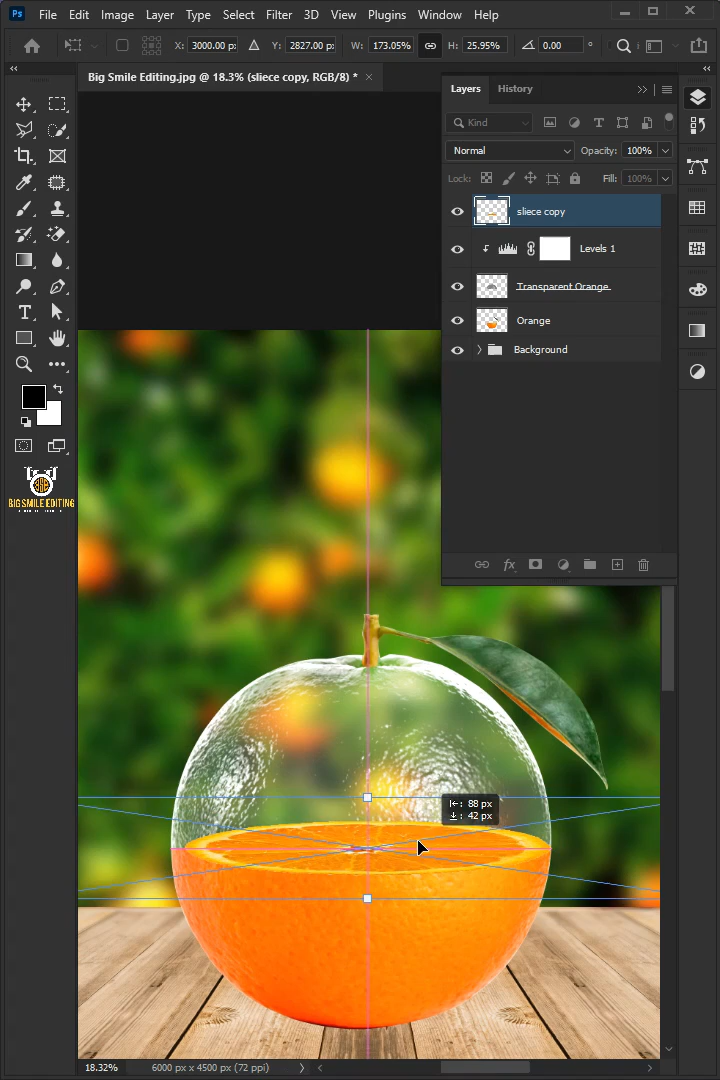 Ps File Edit Image Layer Type Select Filter 3D View Plugins Window Help
X: 3000.00 px Y: 2827.00 px W: 173.05% H: 25.95% 0.00 °
Big Smile Editing.jpg @ 18.3% (sliece copy, RGB/8) * ×
Layers History
Kind
Normal Opacity: 100%
Lock: Fill: 100%
sliece copy
Levels 1
Transparent Orange
Orange
Background
BIG SMILE EDITING
88 px
42 px
18.32% 6000 px x 4500 px (72 ppi)